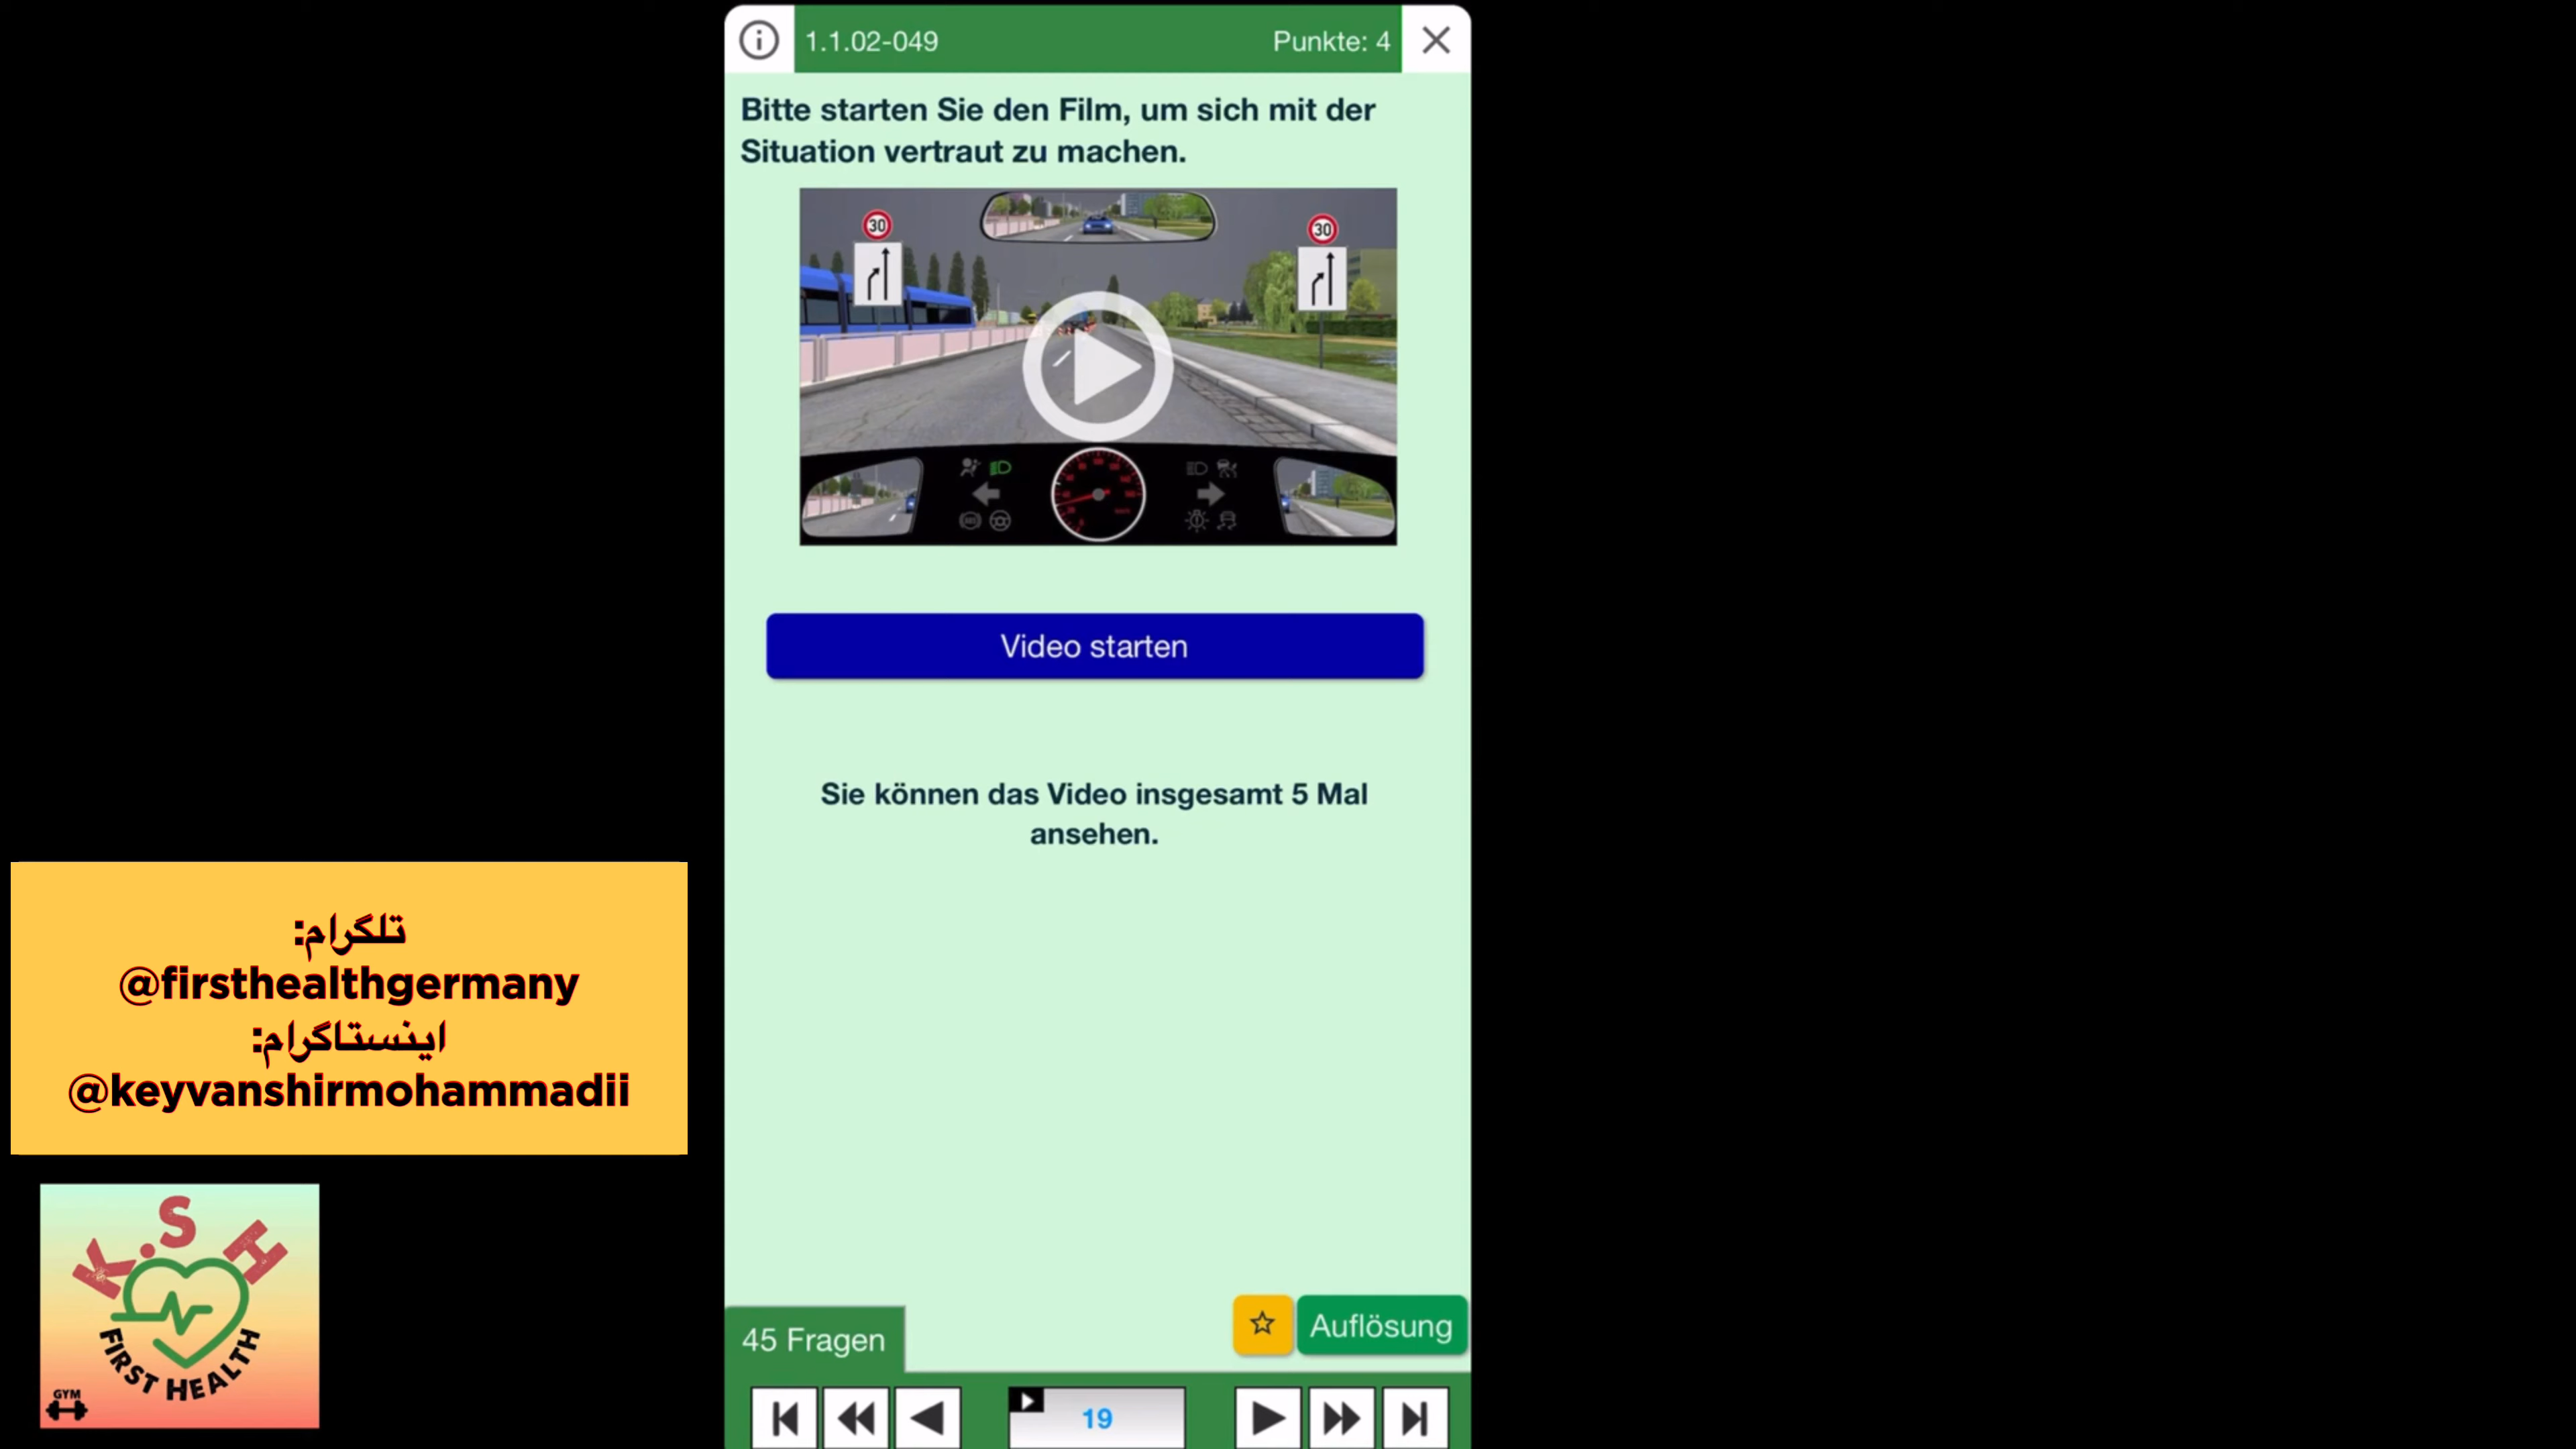 1.1.02-049
Punkte: 4
Bitte starten Sie den Film, um sich mit der
Situation vertraut zu machen.
30
30
Video starten
Sie können das Video insgesamt 5 Mal
ansehen.
تلگرام:
@firsthealthgermany
اینستاگرام:
@keyvanshirmohammadii
K.SH
FIRST HEALTH
GYM
45 Fragen
Auflösung
19